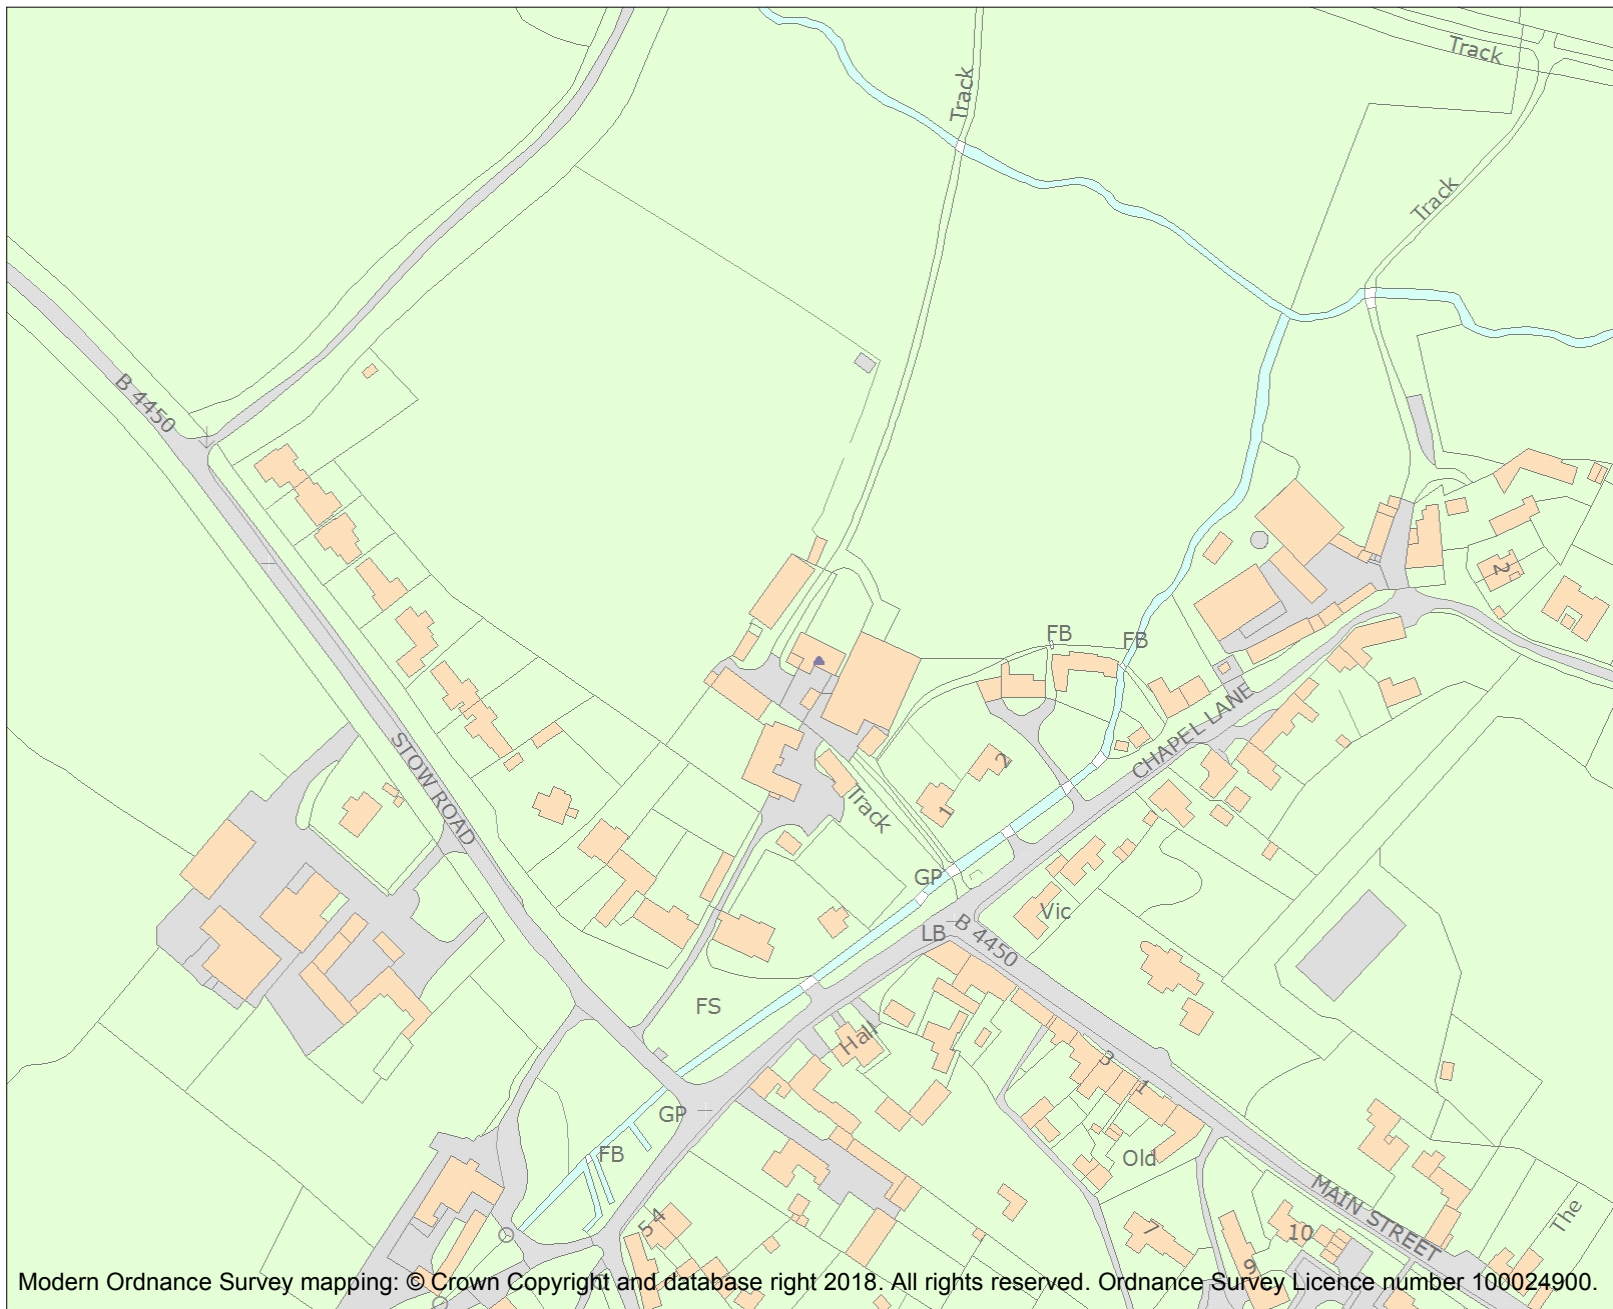 Track
Track
Track
B 4450
2
FB
FB
CHAPEL LANE
STOW ROAD
2
Track
1
GP
Vic
LB
B 4450
FS
Hall
3
1
GP
FB
Old
MAIN STREET
The
5 4
7
10
9
Modern Ordnance Survey mapping: © Crown Copyright and database right 2018. All rights reserved. Ordnance Survey Licence number 100024900.